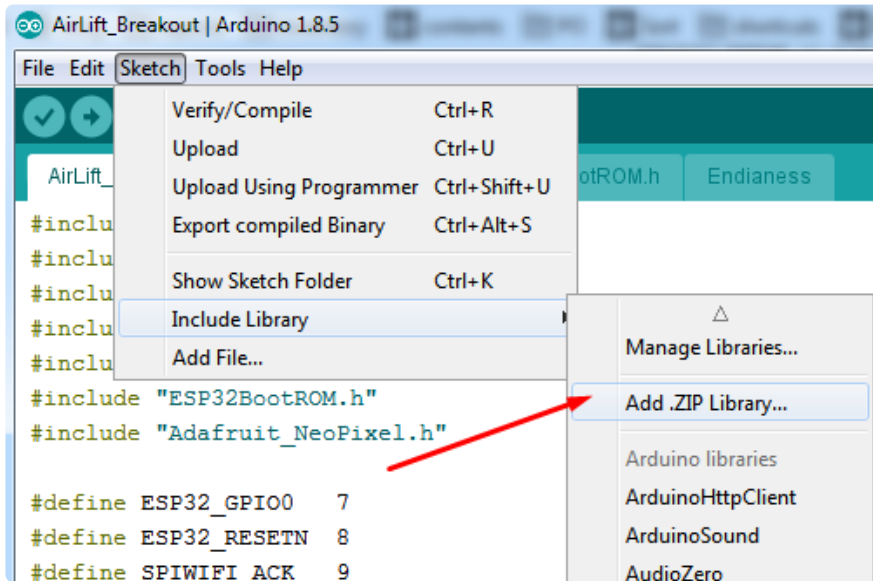 AirLift_Breakout | Arduino 1.8.5
File Edit Sketch Tools Help
Verify/Compile Ctrl+R
Upload Ctrl+U
Upload Using Programmer Ctrl+Shift+U
Export compiled Binary Ctrl+Alt+S
Show Sketch Folder Ctrl+K
Include Library
Add File...
Manage Libraries...
Add .ZIP Library...
Arduino libraries
ArduinoHttpClient
ArduinoSound
AudioZero
AirLift_
otROM.h
Endianess
#inclu
#inclu
#inclu
#inclu
#inclu
#include "ESP32BootROM.h"
#include "Adafruit_NeoPixel.h"
#define ESP32_GPIO0 7
#define ESP32_RESETN 8
#define SPIWIFI_ACK 9